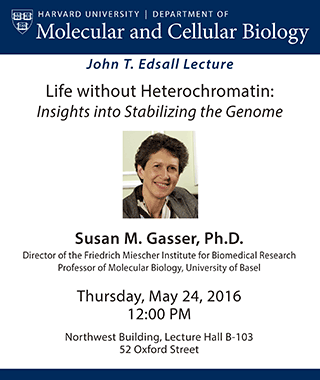 HARVARD UNIVERSITY | DEPARTMENT OF
Molecular and Cellular Biology
John T. Edsall Lecture
Life without Heterochromatin:
Insights into Stabilizing the Genome
Susan M. Gasser, Ph.D.
Director of the Friedrich Miescher Institute for Biomedical Research
Professor of Molecular Biology, University of Basel
Thursday, May 24, 2016
12:00 PM
Northwest Building, Lecture Hall B-103
52 Oxford Street